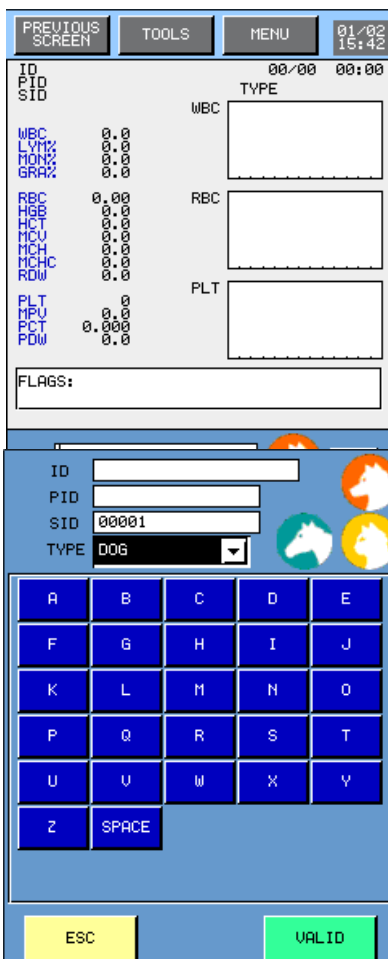 PREVIOUS SCREEN TOOLS MENU 01/02 15:42
ID 00/00 00:00
PID TYPE
SID
WBC
WBC 0.0
LYM% 0.0
MON% 0.0
GRA% 0.0
RBC 0.00 RBC
HGB 0.0
HCT 0.0
MCV 0.0
MCH 0.0
MCHC 0.0
RDW 0.0
PLT
PLT 0
MPV 0.0
PCT 0.000
PDW 0.0
FLAGS:
ID
PID
SID 00001
TYPE DOG
A B C D E
F G H I J
K L M N O
P Q R S T
U V W X Y
Z SPACE
ESC VALID